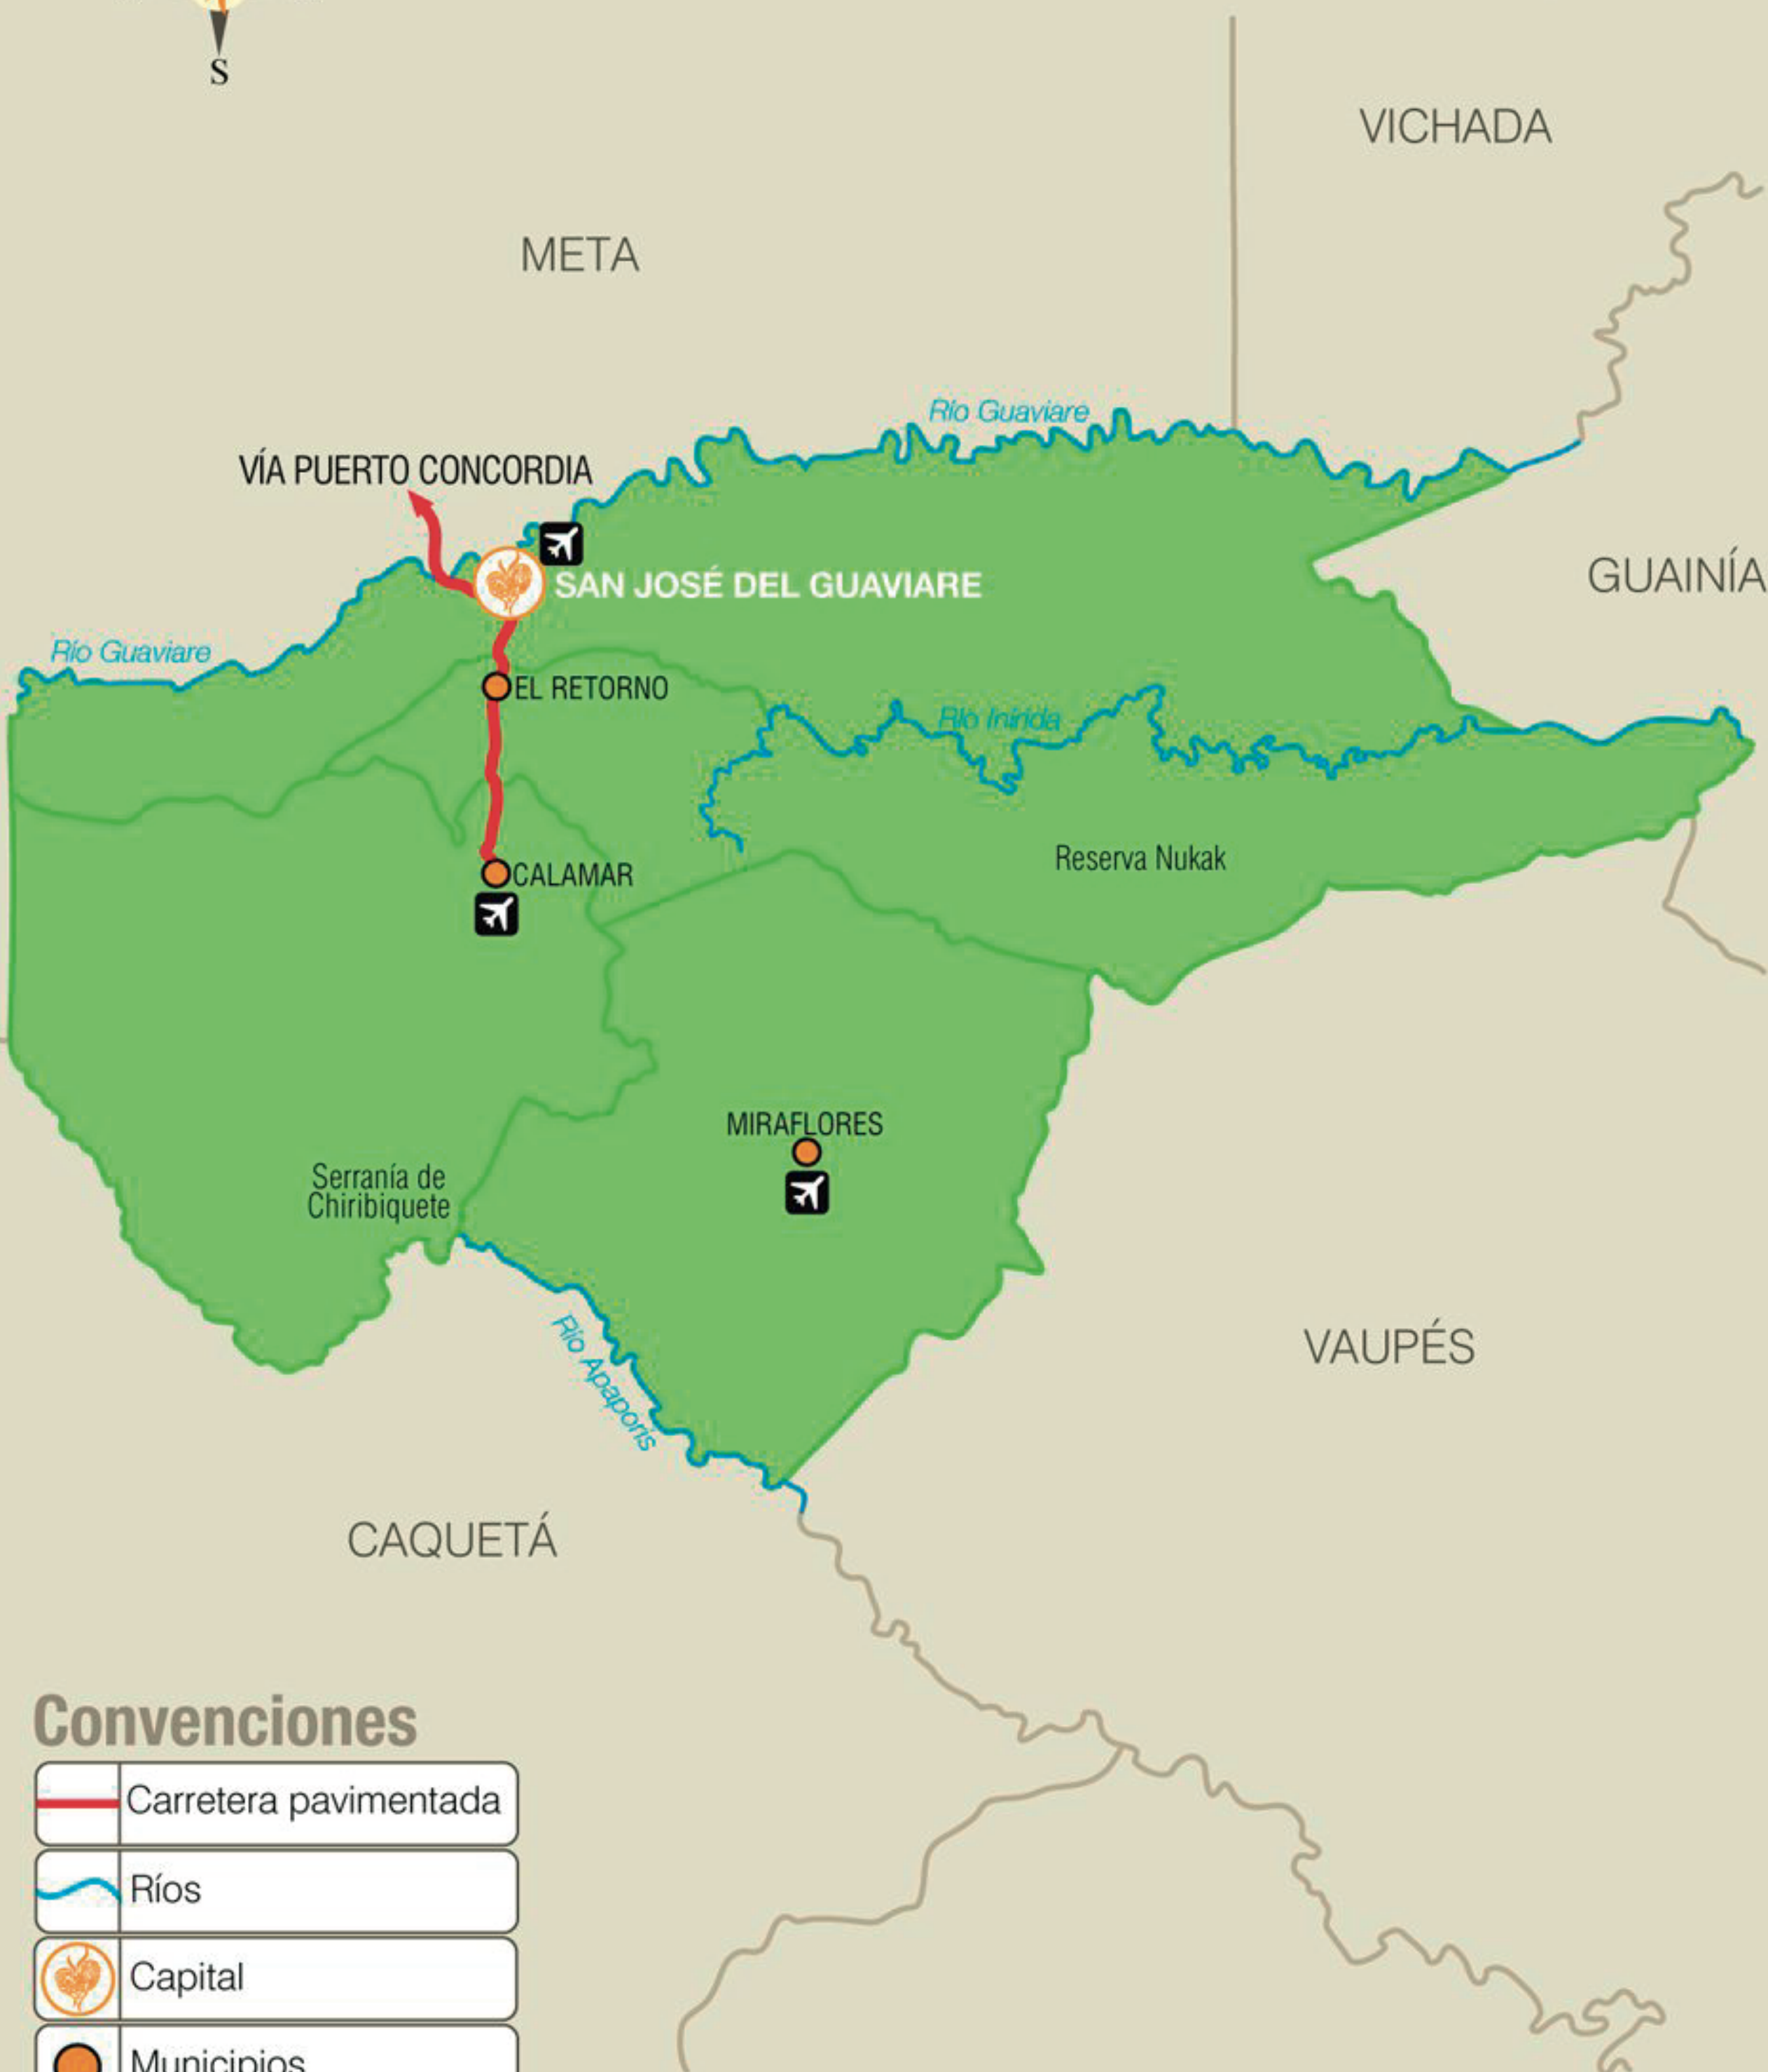 S
VICHADA
META
Río Guaviare
VÍA PUERTO CONCORDIA
GUAINÍA
SAN JOSÉ DEL GUAVIARE
Río Guaviare
EL RETORNO
Río Inírida
Reserva Nukak
CALAMAR
MIRAFLORES
Serranía de
Chiribiquete
Río Apaporis
VAUPÉS
CAQUETÁ
Convenciones
Carretera pavimentada
Ríos
Capital
Municipios